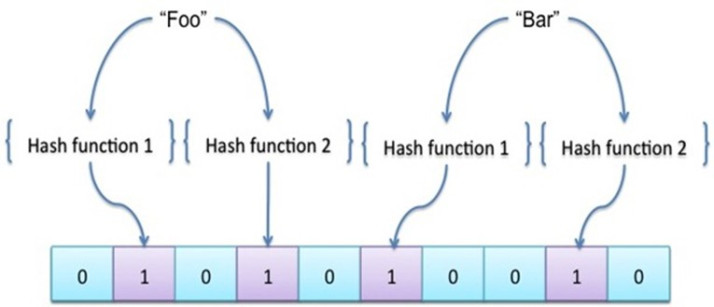 “Foo” “Bar”
{ Hash function 1 } { Hash function 2 } { Hash function 1 } { Hash function 2 }
0 1 0 1 0 1 0 0 1 0